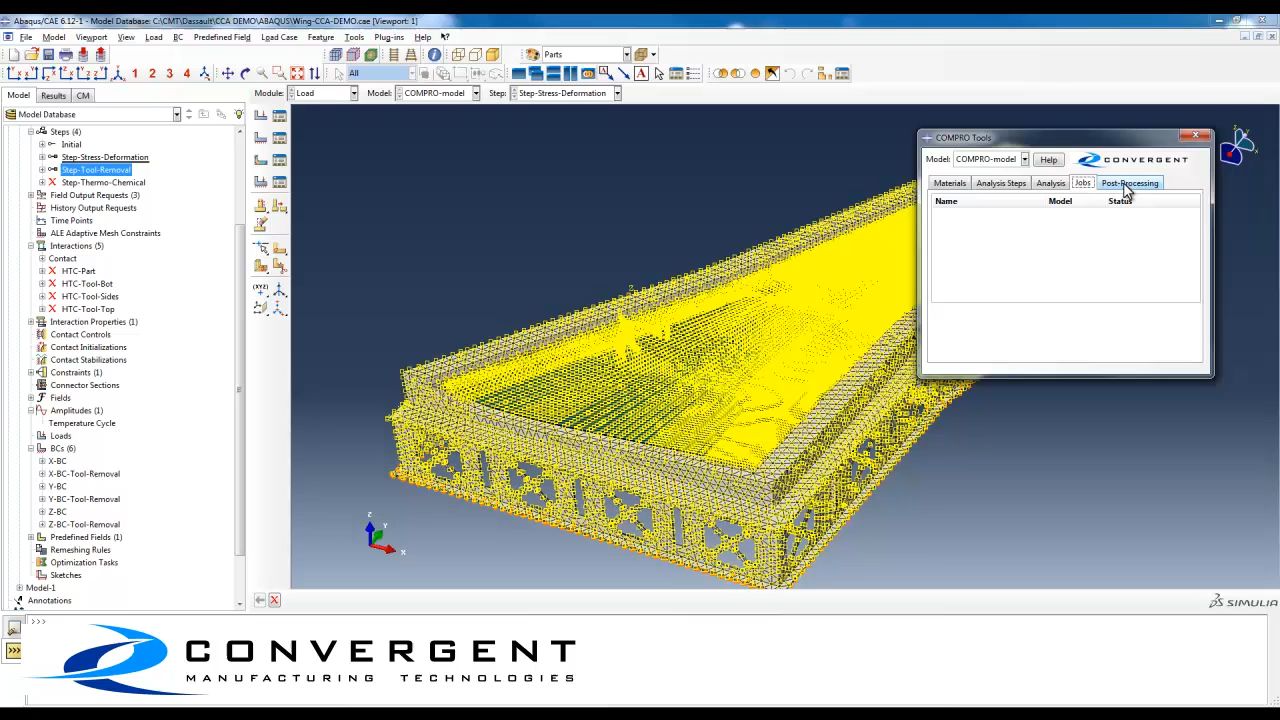 Abaqus/CAE 6.12-1 - Model Database: C:\CMT\Dassault\CCA DEMO\ABAQUS\Wing-CCA-DEMO.cae [Viewport: 1]
File Model Viewport View Load BC Predefined Field Load Case Feature Tools Plug-ins Help
Parts
1 2 3 4 All
Model Results CM Module: Load Model: COMPRO-model Step: Step-Stress-Deformation
Model Database
Steps (4)
Initial
Step-Stress-Deformation
Step-Tool-Removal
Step-Thermo-Chemical
Field Output Requests (3)
History Output Requests
Time Points
ALE Adaptive Mesh Constraints
Interactions (5)
Contact
HTC-Part
HTC-Tool-Bot
HTC-Tool-Sides
HTC-Tool-Top
Interaction Properties (1)
Contact Controls
Contact Initializations
Contact Stabilizations
Constraints (1)
Connector Sections
Fields
Amplitudes (1)
Temperature Cycle
Loads
BCs (6)
X-BC
X-BC-Tool-Removal
Y-BC
Y-BC-Tool-Removal
Z-BC
Z-BC-Tool-Removal
Predefined Fields (1)
Remeshing Rules
Optimization Tasks
Sketches
Model-1
Annotations
(XYZ)
COMPRO Tools
Model: COMPRO-model Help CONVERGENT
Materials Analysis Steps Analysis Jobs Post-Processing
Name Model Status
Z
Y
X
SIMULIA
>>>
>>>
CONVERGENT
MANUFACTURING TECHNOLOGIES